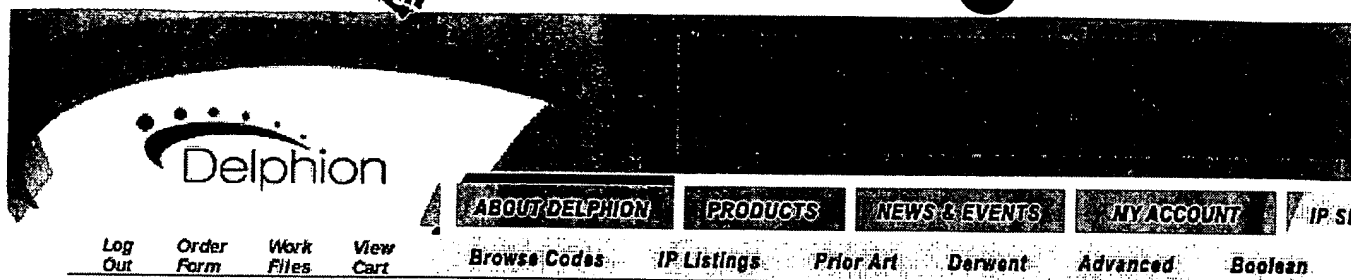 Delphion
ABOUT DELPHION PRODUCTS NEWS & EVENTS MY ACCOUNT
Log Out Order Form Work Files View Cart Browse Codes IP Listings Prior Art Derwent Advanced Boolean